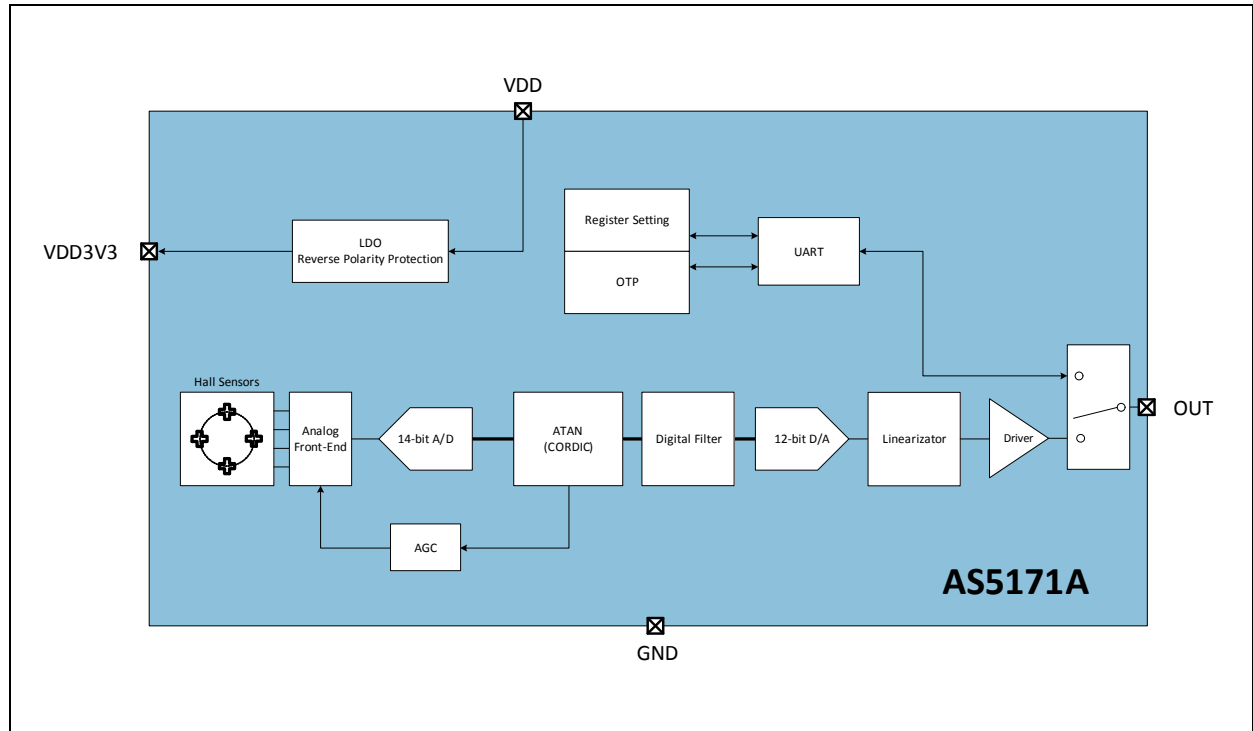 VDD
VDD3V3
LDO
Reverse Polarity Protection
Register Setting
OTP
UART
Hall Sensors
Analog
Front-End
14-bit A/D
ATAN
(CORDIC)
Digital Filter
12-bit D/A
Linearizator
Driver
OUT
AGC
AS5171A
GND